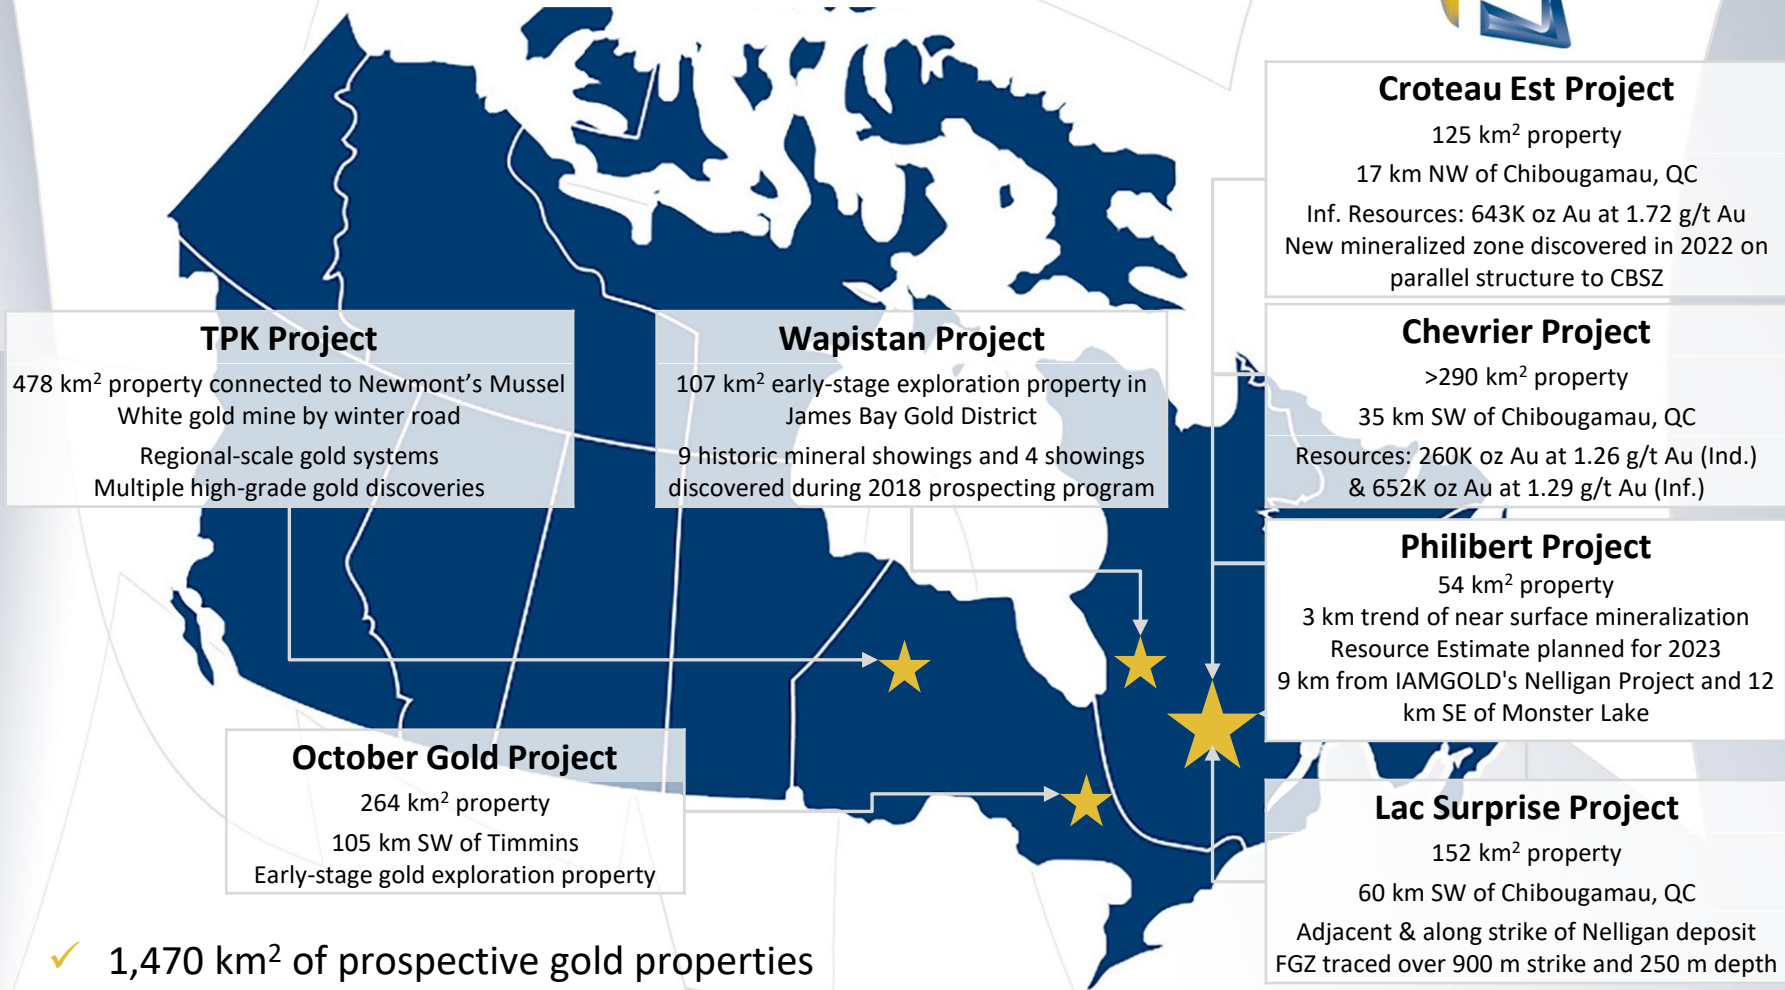 Croteau Est Project
125 km² property
17 km NW of Chibougamau, QC
Inf. Resources: 643K oz Au at 1.72 g/t Au
New mineralized zone discovered in 2022 on
parallel structure to CBSZ
TPK Project
478 km² property connected to Newmont's Mussel
White gold mine by winter road
Regional-scale gold systems
Multiple high-grade gold discoveries
Wapistan Project
107 km² early-stage exploration property in
James Bay Gold District
9 historic mineral showings and 4 showings
discovered during 2018 prospecting program
Chevrier Project
>290 km² property
35 km SW of Chibougamau, QC
Resources: 260K oz Au at 1.26 g/t Au (Ind.)
& 652K oz Au at 1.29 g/t Au (Inf.)
Philibert Project
54 km² property
3 km trend of near surface mineralization
Resource Estimate planned for 2023
9 km from IAMGOLD's Nelligan Project and 12
km SE of Monster Lake
October Gold Project
264 km² property
105 km SW of Timmins
Early-stage gold exploration property
Lac Surprise Project
152 km² property
60 km SW of Chibougamau, QC
Adjacent & along strike of Nelligan deposit
FGZ traced over 900 m strike and 250 m depth
✓ 1,470 km² of prospective gold properties